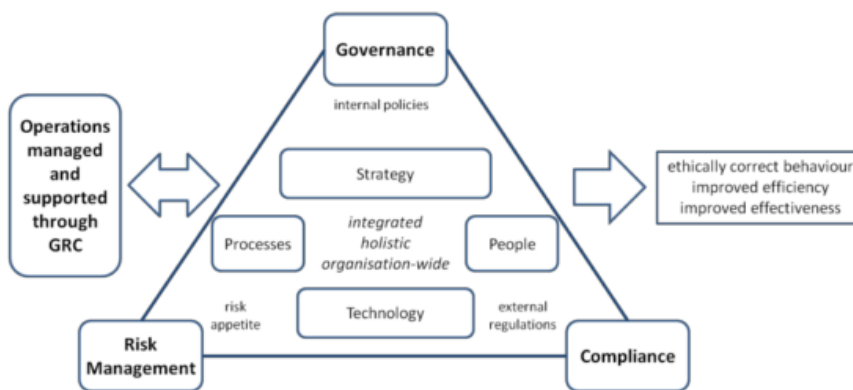 Governance
internal policies
Operations
managed
and
supported
through
GRC
Strategy
ethically correct behaviour
improved efficiency
improved effectiveness
Processes
integrated
holistic
organisation-wide
People
risk
appetite
Technology
external
regulations
Risk
Management
Compliance